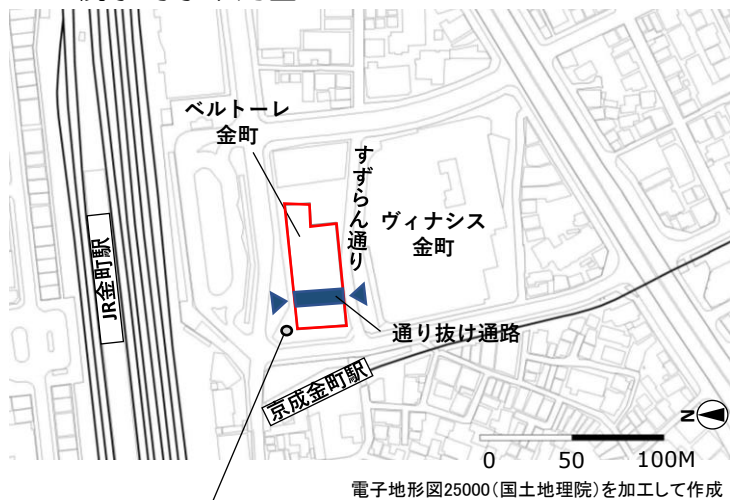 ベルトーレ
金町
すずらん通り
ヴィナシス
金町
JR金町駅
通り抜け通路
京成金町駅
N
0 50 100M
電子地形図25000(国土地理院)を加工して作成